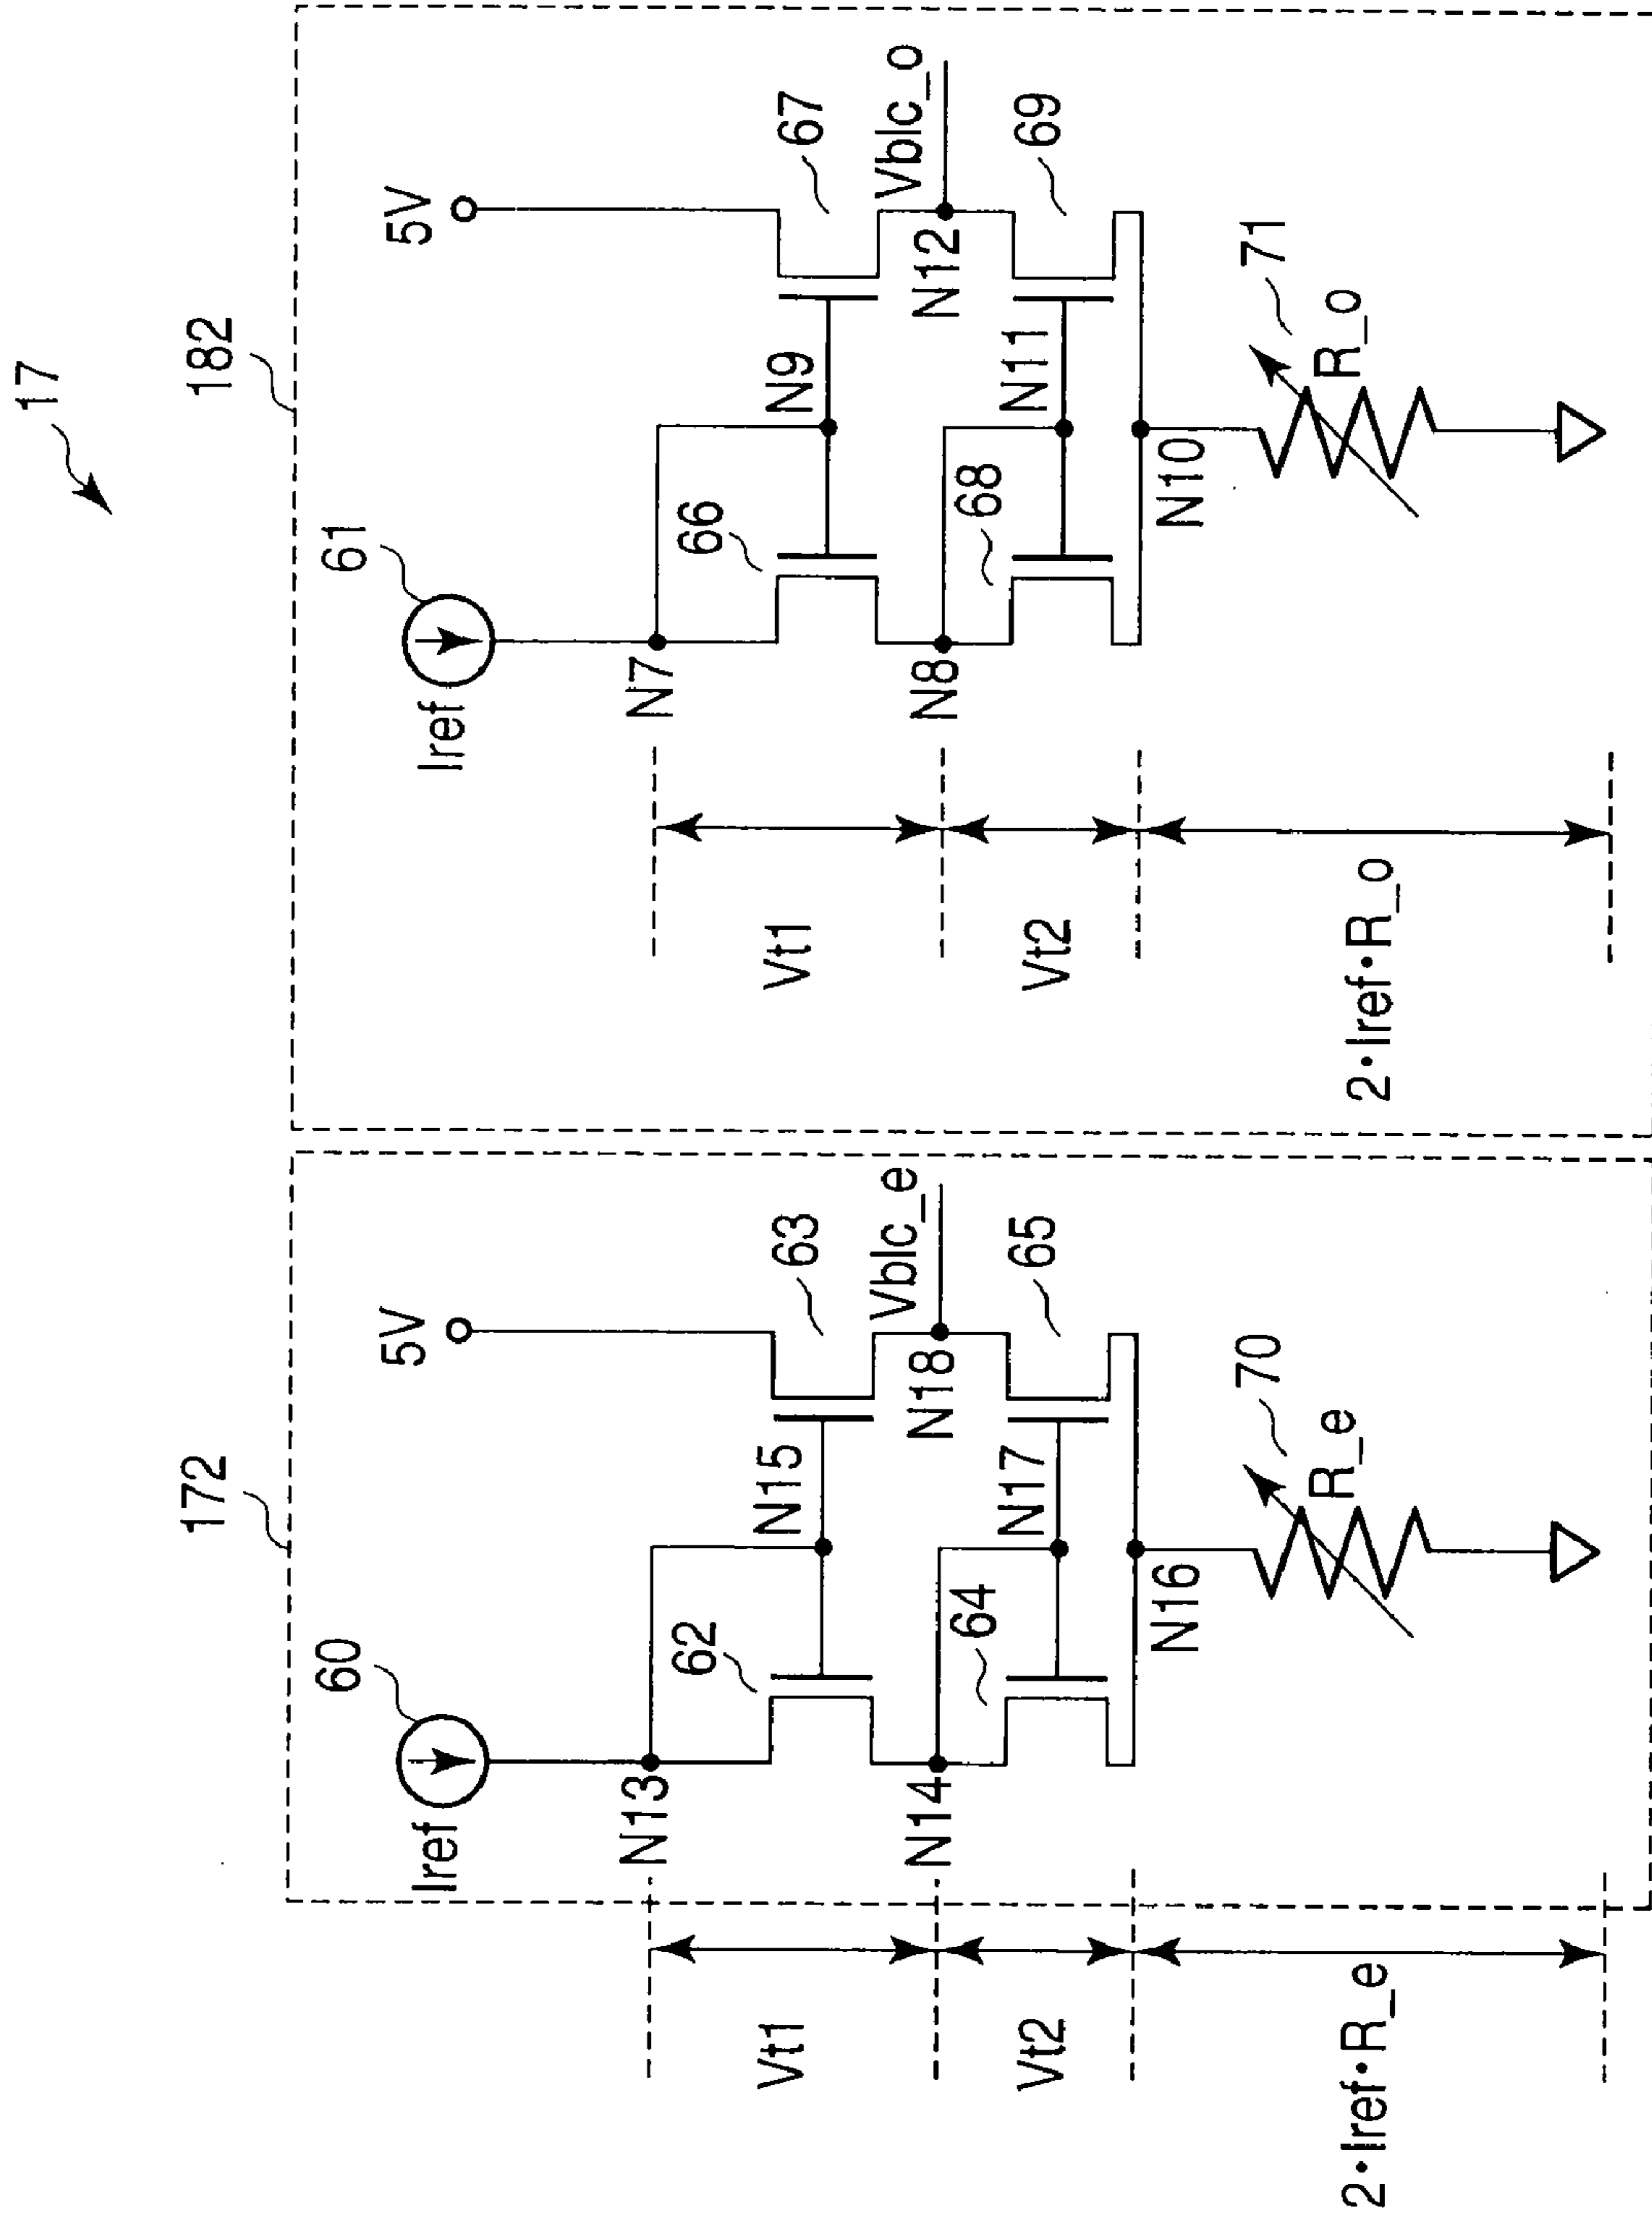 17
172
60
Iref
5V
N13
62
N15
63
N14
N18
Vblc_e
64
N17
65
N16
70
R_e
Vt1
Vt2
2•Iref•R_e
182
61
Iref
5V
N7
66
N9
67
N8
N12
Vblc_o
68
N11
69
N10
71
R_o
Vt1
Vt2
2•Iref•R_o